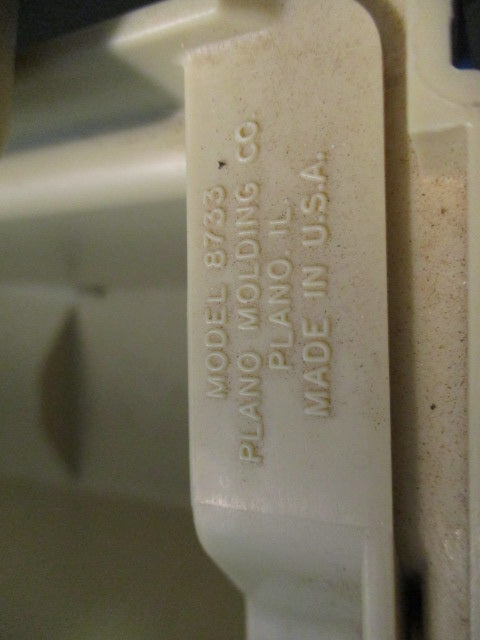 MODEL 8733
PLANO MOLDING CO
PLANO, IL.
MADE IN U.S.A.